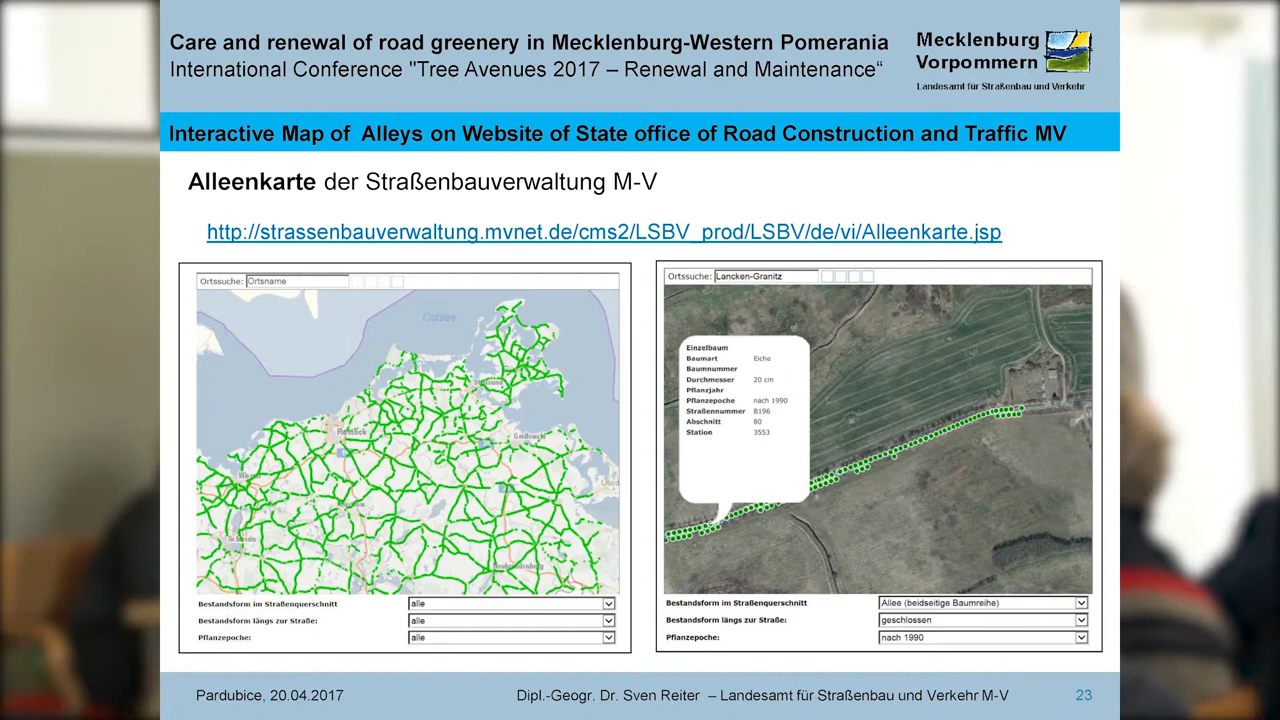 Care and renewal of road greenery in Mecklenburg-Western Pomerania
International Conference "Tree Avenues 2017 – Renewal and Maintenance“
Mecklenburg
Vorpommern
Landesamt für Straßenbau und Verkehr
Interactive Map of Alleys on Website of State office of Road Construction and Traffic MV
Alleenkarte der Straßenbauverwaltung M-V
http://strassenbauverwaltung.mvnet.de/cms2/LSBV_prod/LSBV/de/vi/Alleenkarte.jsp
Ortssuche: Ortsname
Ostsee
Rostock
Bestandsform im Straßenquerschnitt alle
Bestandsform längs zur Straße: alle
Pflanzepoche: alle
Ortssuche: Lancken-Granitz
Einzelbaum
Baumart Eiche
Baumnummer
Durchmesser 20 cm
Pflanzjahr
Pflanzepoche nach 1990
Straßennummer B196
Abschnitt 80
Station 3553
Bestandsform im Straßenquerschnitt Allee (beidseitige Baumreihe)
Bestandsform längs zur Straße: geschlossen
Pflanzepoche: nach 1990
Pardubice, 20.04.2017
Dipl.-Geogr. Dr. Sven Reiter – Landesamt für Straßenbau und Verkehr M-V
23